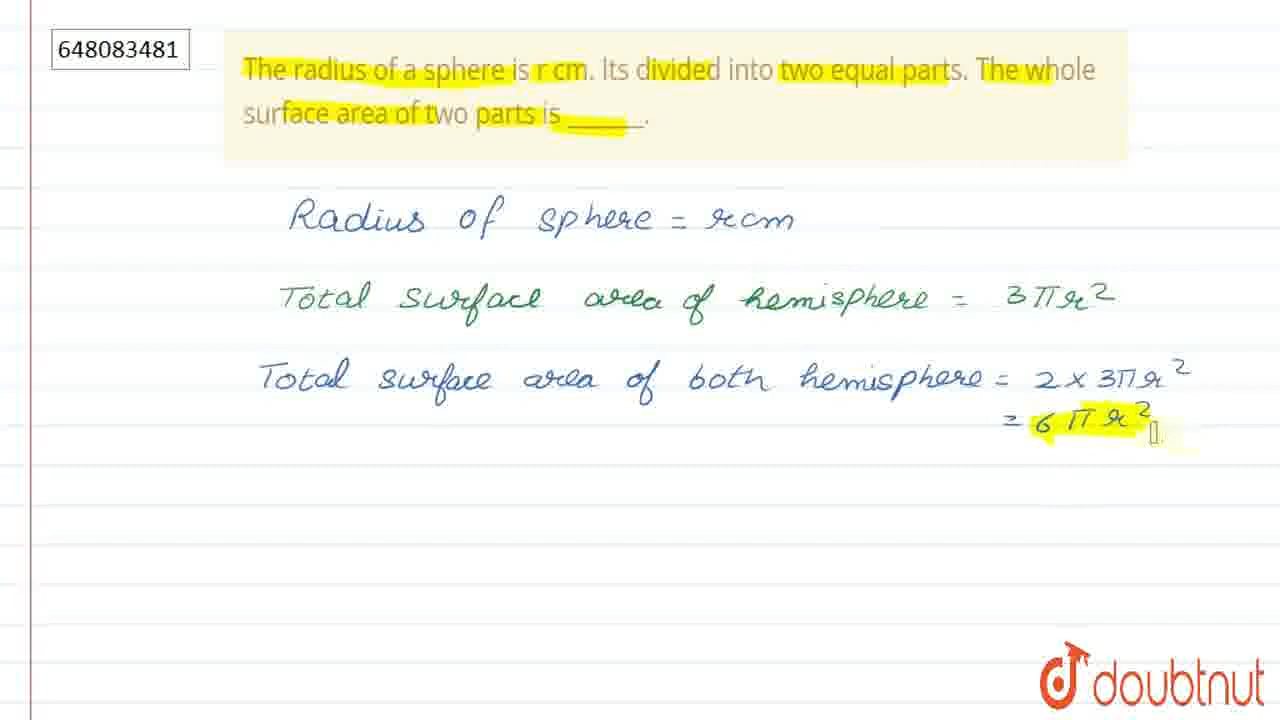 648083481
The radius of a sphere is r cm. Its divided into two equal parts. The whole
surface area of two parts is ______.
Radius of sphere = r cm
Total surface area of hemisphere = 3πr²
Total surface area of both hemisphere = 2 × 3πr²
= 6πr²
doubtnut